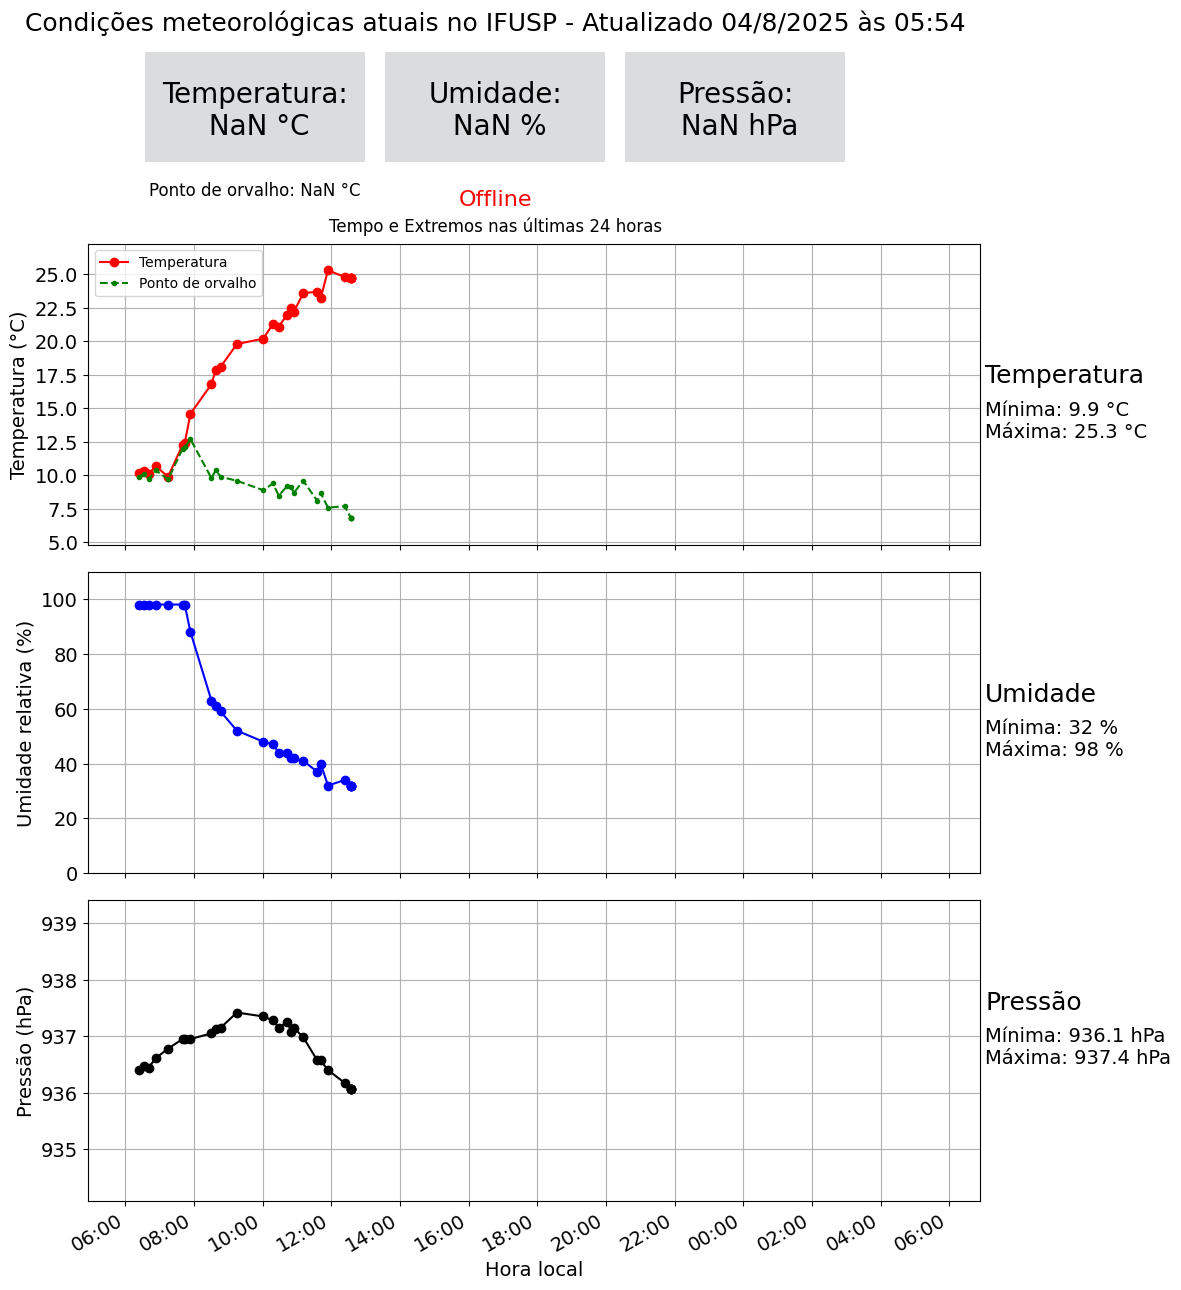 Condições meteorológicas atuais no IFUSP - Atualizado 04/8/2025 às 05:54
Temperatura:
NaN °C
Umidade:
NaN %
Pressão:
NaN hPa
Ponto de orvalho: NaN °C
Offline
Tempo e Extremos nas últimas 24 horas
Temperatura (°C)
25.0
22.5
20.0
17.5
15.0
12.5
10.0
7.5
5.0
Temperatura
Ponto de orvalho
Temperatura
Mínima: 9.9 °C
Máxima: 25.3 °C
Umidade relativa (%)
100
80
60
40
20
0
Umidade
Mínima: 32 %
Máxima: 98 %
Pressão (hPa)
939
938
937
936
935
Pressão
Mínima: 936.1 hPa
Máxima: 937.4 hPa
06:00
08:00
10:00
12:00
14:00
16:00
18:00
20:00
22:00
00:00
02:00
04:00
06:00
Hora local